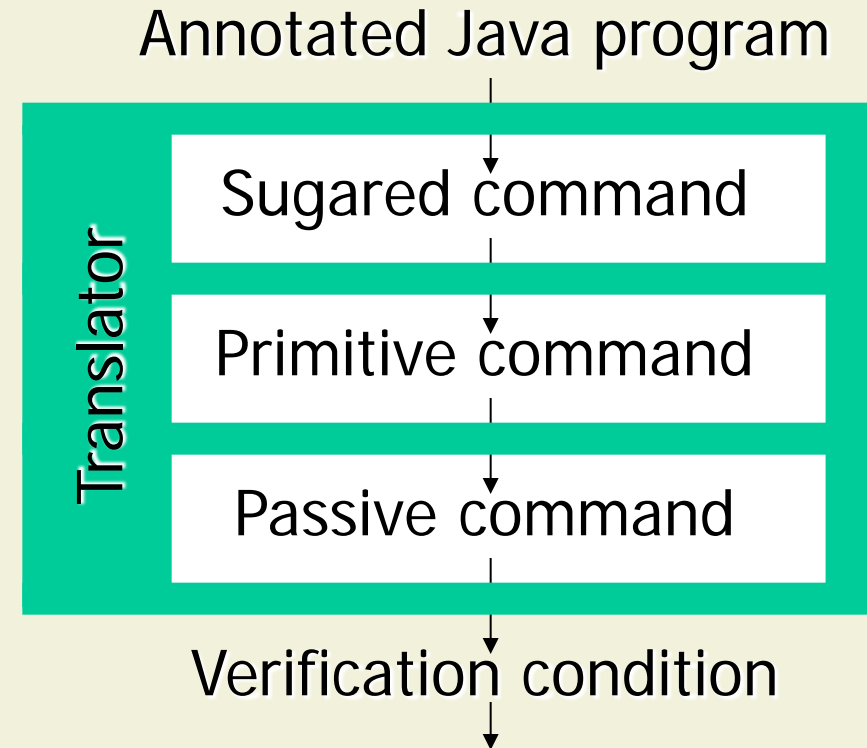 Annotated Java program
Translator
Sugared command
Primitive command
Passive command
Verification condition